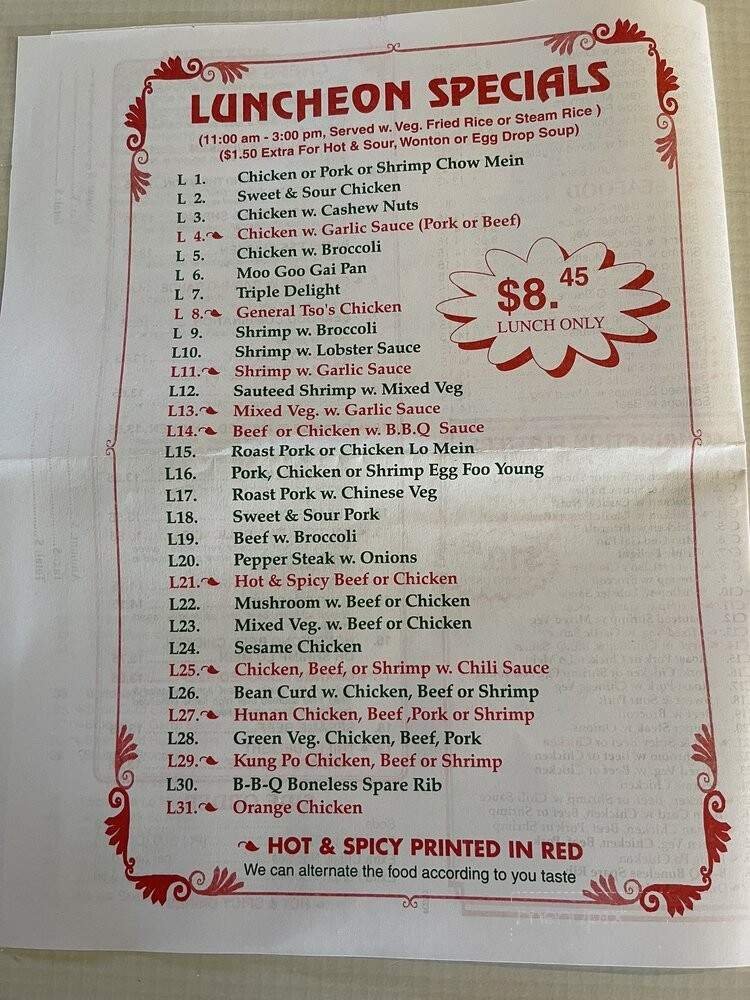 LUNCHEON SPECIALS
(11:00 am - 3:00 pm, Served w. Veg. Fried Rice or Steam Rice )
($1.50 Extra For Hot & Sour, Wonton or Egg Drop Soup)
L 1. Chicken or Pork or Shrimp Chow Mein
L 2. Sweet & Sour Chicken
L 3. Chicken w. Cashew Nuts
L 4. Chicken w. Garlic Sauce (Pork or Beef)
L 5. Chicken w. Broccoli
L 6. Moo Goo Gai Pan
L 7. Triple Delight
L 8. General Tso's Chicken
L 9. Shrimp w. Broccoli
L10. Shrimp w. Lobster Sauce
L11. Shrimp w. Garlic Sauce
L12. Sauteed Shrimp w. Mixed Veg
L13. Mixed Veg. w. Garlic Sauce
L14. Beef or Chicken w. B.B.Q Sauce
L15. Roast Pork or Chicken Lo Mein
L16. Pork, Chicken or Shrimp Egg Foo Young
L17. Roast Pork w. Chinese Veg
L18. Sweet & Sour Pork
L19. Beef w. Broccoli
L20. Pepper Steak w. Onions
L21. Hot & Spicy Beef or Chicken
L22. Mushroom w. Beef or Chicken
L23. Mixed Veg. w. Beef or Chicken
L24. Sesame Chicken
L25. Chicken, Beef, or Shrimp w. Chili Sauce
L26. Bean Curd w. Chicken, Beef or Shrimp
L27. Hunan Chicken, Beef ,Pork or Shrimp
L28. Green Veg. Chicken, Beef, Pork
L29. Kung Po Chicken, Beef or Shrimp
L30. B-B-Q Boneless Spare Rib
L31. Orange Chicken
$8.45
LUNCH ONLY
HOT & SPICY PRINTED IN RED
We can alternate the food according to you taste